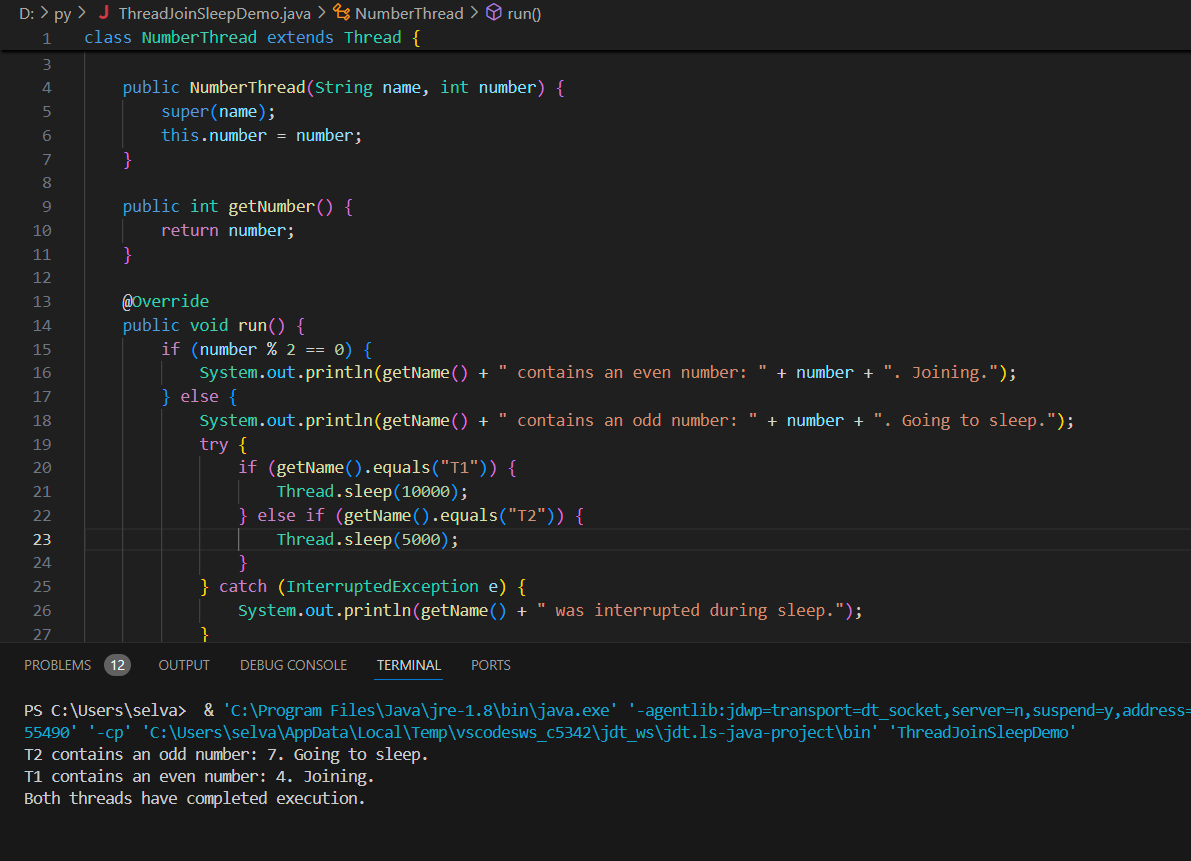 D: > py > J ThreadJoinSleepDemo.java > NumberThread > run()
1 class NumberThread extends Thread {
3
4 public NumberThread(String name, int number) {
5 super(name);
6 this.number = number;
7 }
8
9 public int getNumber() {
10 return number;
11 }
12
13 @Override
14 public void run() {
15 if (number % 2 == 0) {
16 System.out.println(getName() + " contains an even number: " + number + ". Joining.");
17 } else {
18 System.out.println(getName() + " contains an odd number: " + number + ". Going to sleep.");
19 try {
20 if (getName().equals("T1")) {
21 Thread.sleep(10000);
22 } else if (getName().equals("T2")) {
23 Thread.sleep(5000);
24 }
25 } catch (InterruptedException e) {
26 System.out.println(getName() + " was interrupted during sleep.");
27 }
PROBLEMS 12 OUTPUT DEBUG CONSOLE TERMINAL PORTS
PS C:\Users\selva> & 'C:\Program Files\Java\jre-1.8\bin\java.exe' '-agentlib:jdwp=transport=dt_socket,server=n,suspend=y,address=
55490' '-cp' 'C:\Users\selva\AppData\Local\Temp\vscodesws_c5342\jdt_ws\jdt.ls-java-project\bin' 'ThreadJoinSleepDemo'
T2 contains an odd number: 7. Going to sleep.
T1 contains an even number: 4. Joining.
Both threads have completed execution.